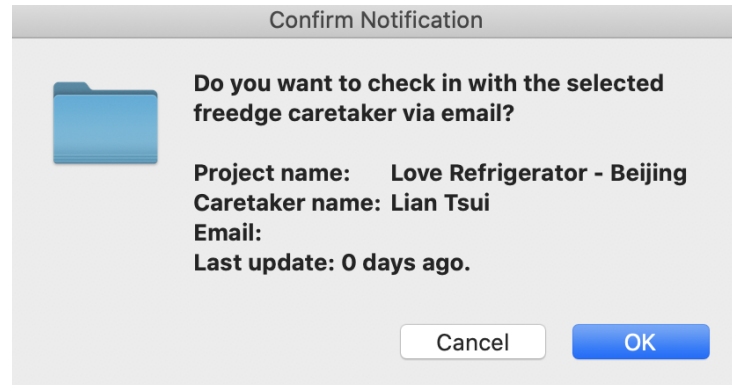 Confirm Notification
Do you want to check in with the selected
freedge caretaker via email?
Project name: Love Refrigerator - Beijing
Caretaker name: Lian Tsui
Email:
Last update: 0 days ago.
Cancel OK